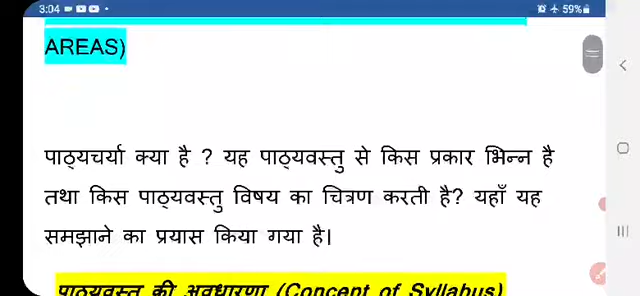 3:04
59%
AREAS)
पाठ्यचर्या क्या है ? यह पाठ्यवस्तु से किस प्रकार भिन्न है
तथा किस पाठ्यवस्तु विषय का चित्रण करती है? यहाँ यह
समझाने का प्रयास किया गया है।
पाठ्यवस्तु की अवधारणा (Concept of Syllabus)